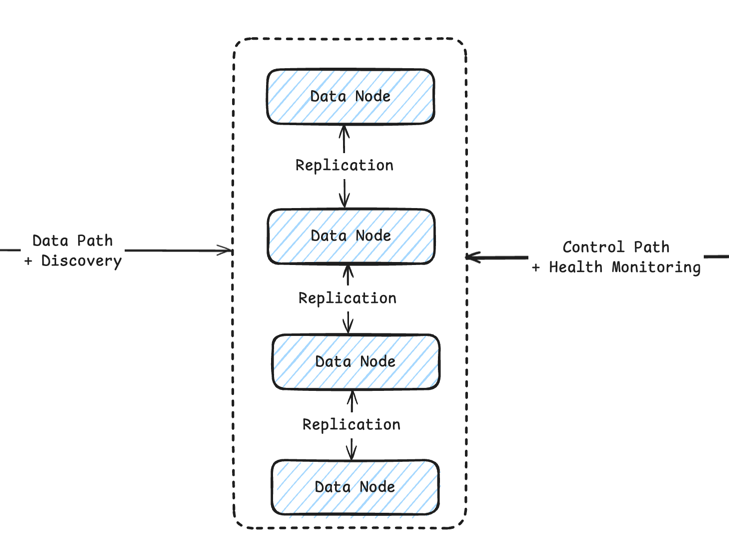 Data Node
Replication
Data Node
Data Path
+ Discovery
Control Path
+ Health Monitoring
Replication
Data Node
Replication
Data Node